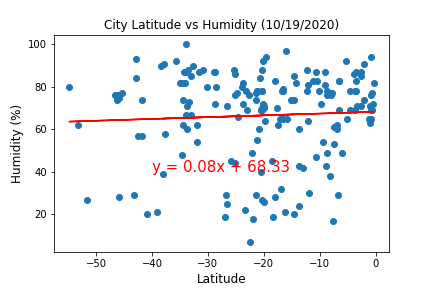 City Latitude vs Humidity (10/19/2020)
100
80
60
40
20
Humidity (%)
y = 0.08x + 68.33
−50 −40 −30 −20 −10 0
Latitude